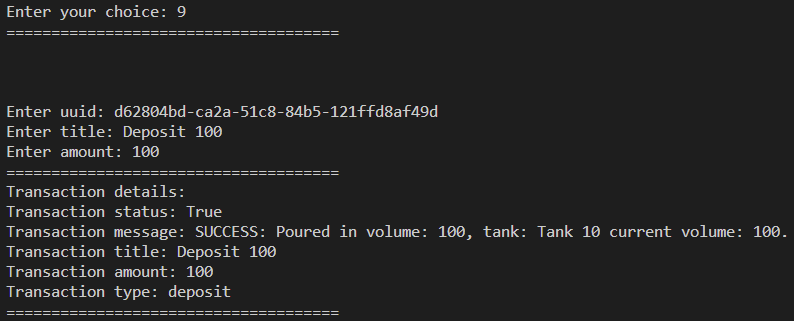 Enter your choice: 9
=====================================
Enter uuid: d62804bd-ca2a-51c8-84b5-121ffd8af49d
Enter title: Deposit 100
Enter amount: 100
=====================================
Transaction details:
Transaction status: True
Transaction message: SUCCESS: Poured in volume: 100, tank: Tank 10 current volume: 100.
Transaction title: Deposit 100
Transaction amount: 100
Transaction type: deposit
=====================================